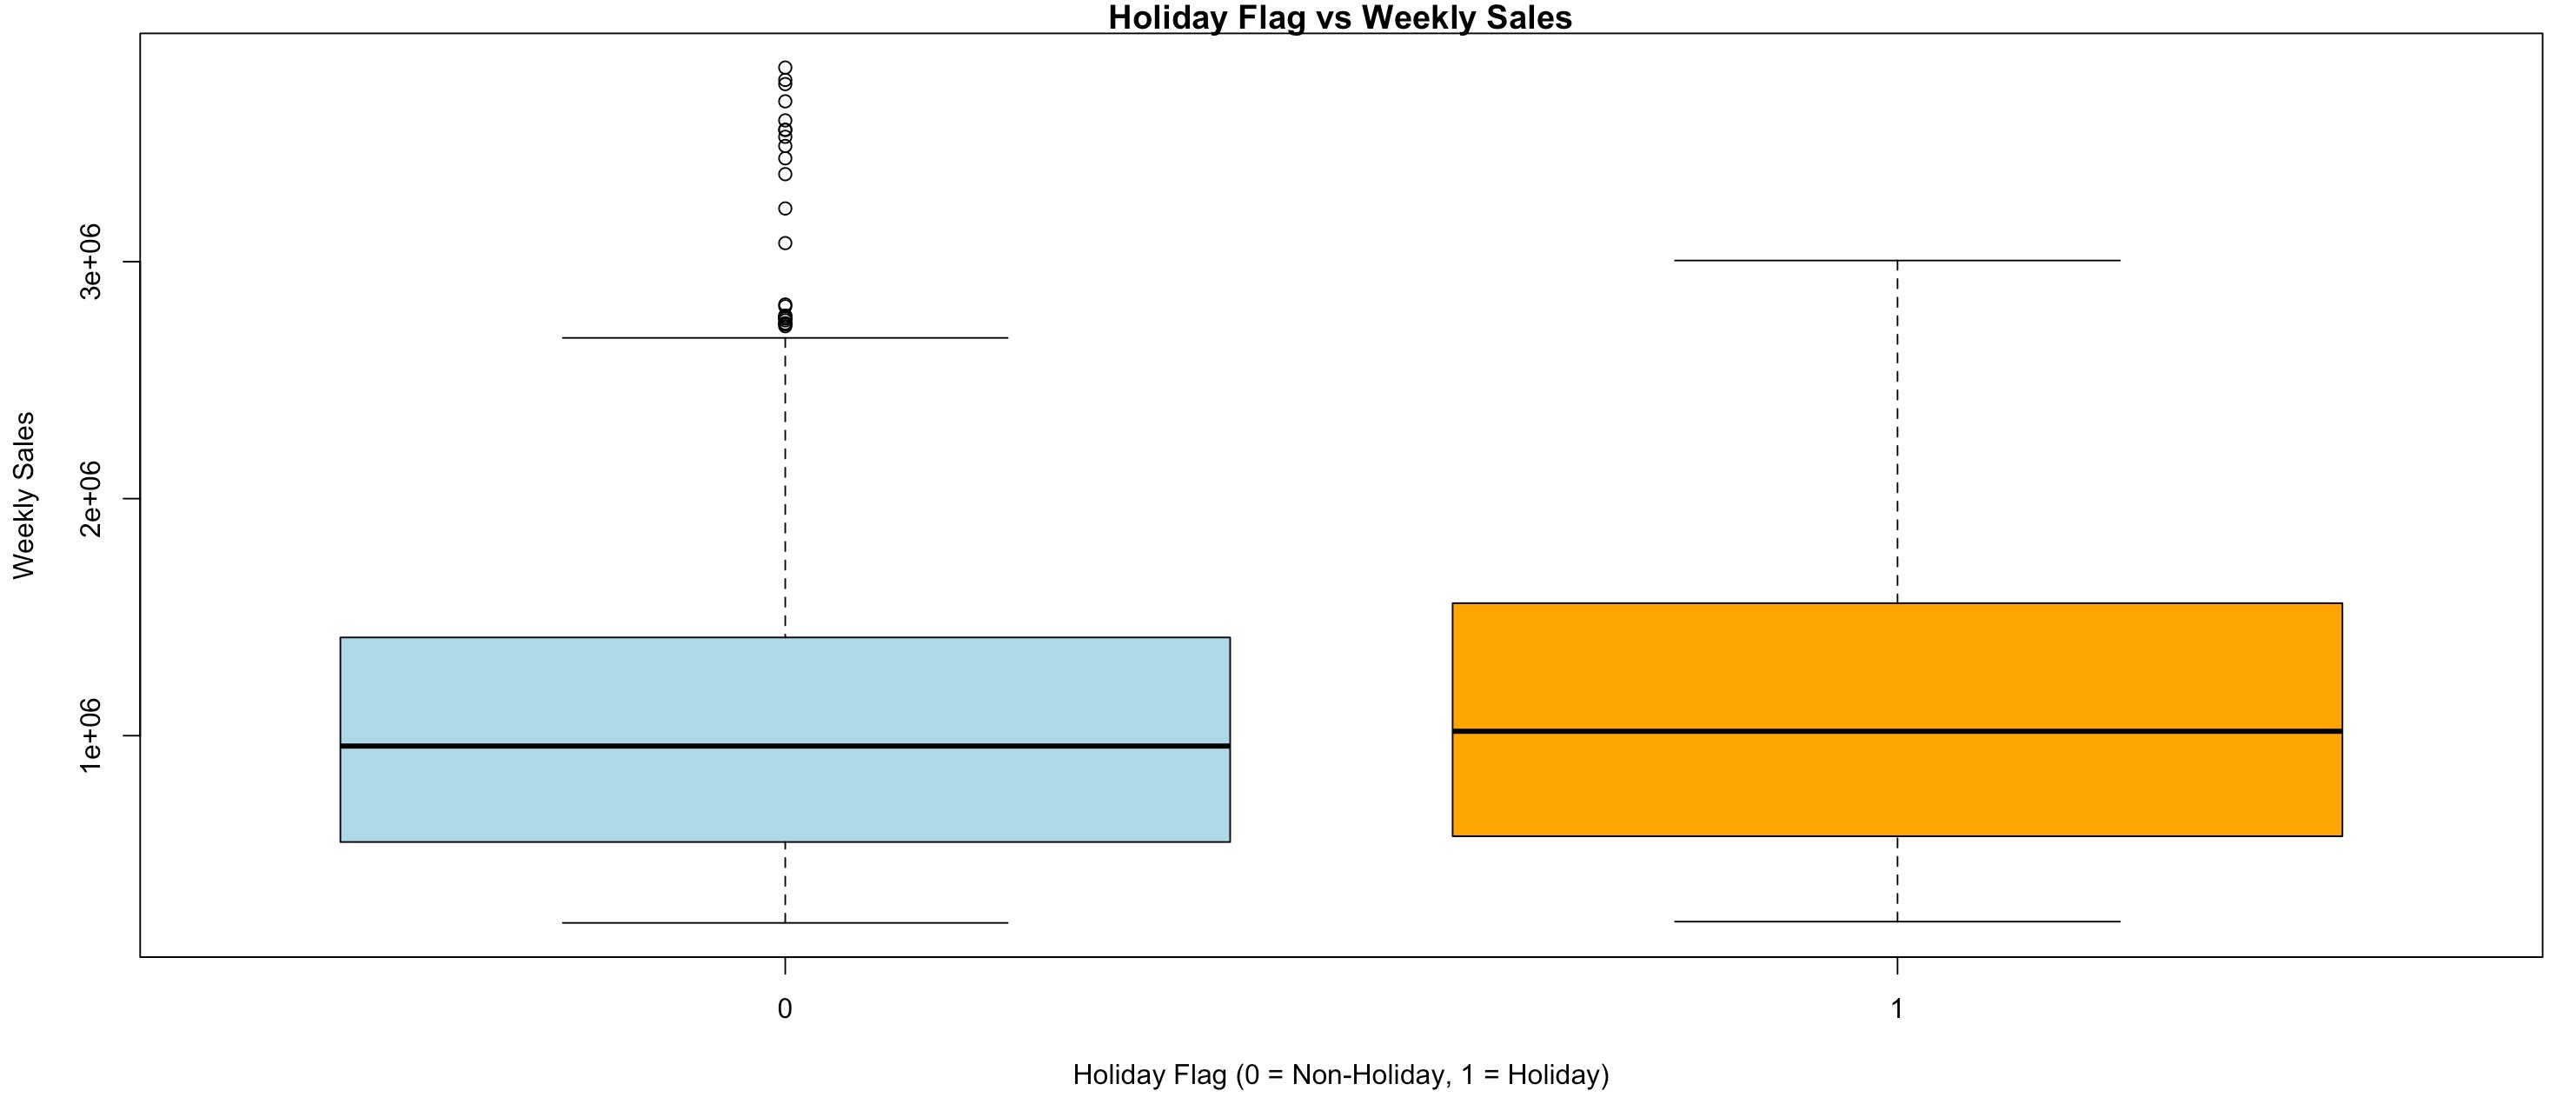 Holiday Flag vs Weekly Sales
Weekly Sales
3e+06
2e+06
1e+06
0
1
Holiday Flag (0 = Non-Holiday, 1 = Holiday)